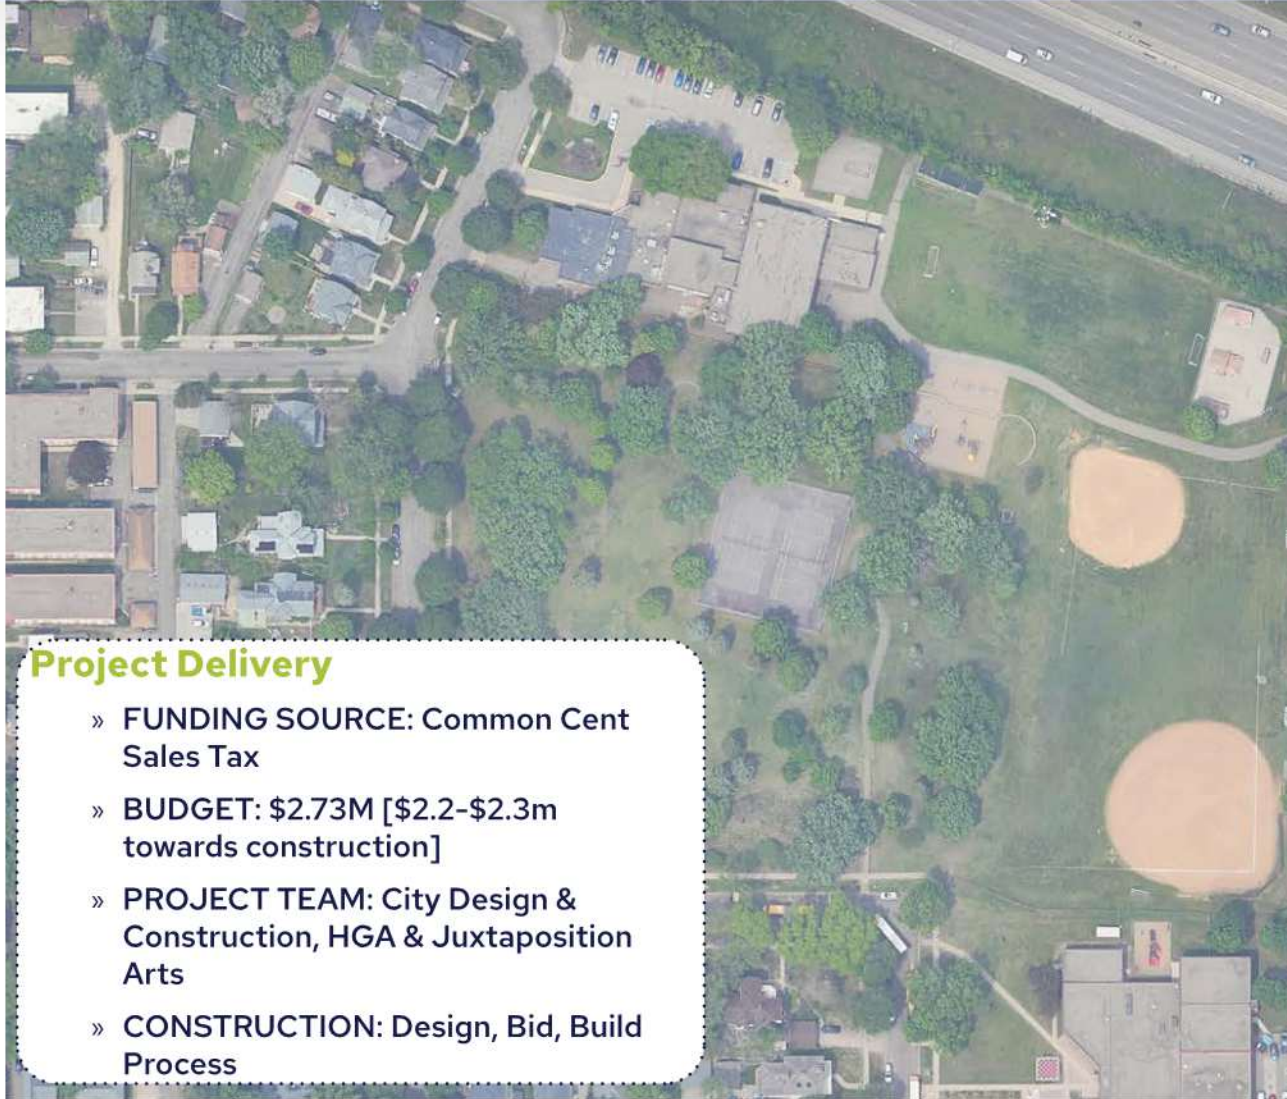 Project Delivery
» FUNDING SOURCE: Common Cent
Sales Tax
» BUDGET: $2.73M [$2.2-$2.3m
towards construction]
» PROJECT TEAM: City Design &
Construction, HGA & Juxtaposition
Arts
» CONSTRUCTION: Design, Bid, Build
Process